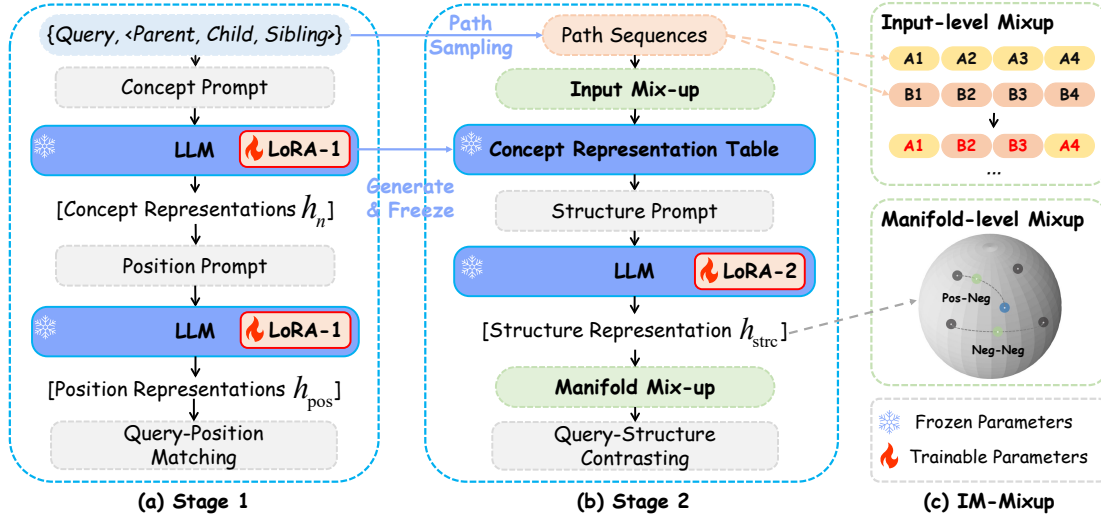 {Query, <Parent, Child, Sibling>}
Concept Prompt
LLM
LoRA-1
[Concept Representations h_n]
Position Prompt
LLM
LoRA-1
[Position Representations h_pos]
Query-Position
Matching
(a) Stage 1
Path
Sampling
Generate
& Freeze
Path Sequences
Input Mix-up
Concept Representation Table
Structure Prompt
LLM
LoRA-2
[Structure Representation h_strc]
Manifold Mix-up
Query-Structure
Contrasting
(b) Stage 2
Input-level Mixup
A1 A2 A3 A4
B1 B2 B3 B4
A1 B2 B3 A4
...
Manifold-level Mixup
Pos-Neg
Neg-Neg
Frozen Parameters
Trainable Parameters
(c) IM-Mixup